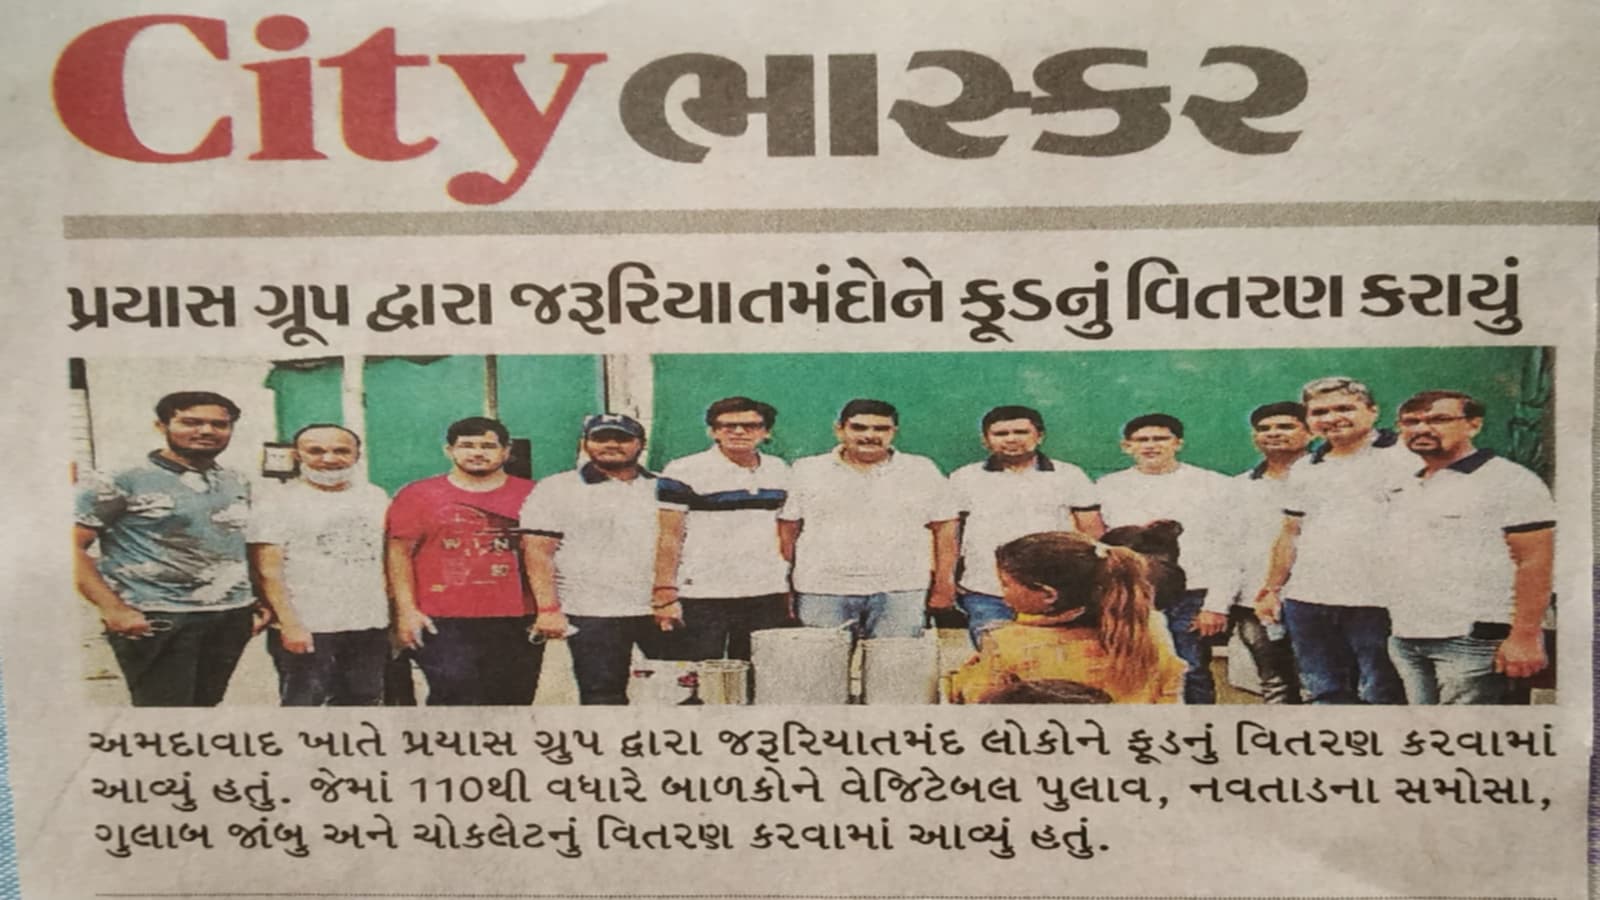 City ભાસ્કર
પ્રયાસ ગ્રૂપ દ્વારા જરૂરિયાતમંદોને ફૂડનું વિતરણ કરાયું
અમદાવાદ ખાતે પ્રયાસ ગ્રુપ દ્વારા જરૂરિયાતમંદ લોકોને ફૂડનું વિતરણ કરવામાં
આવ્યું હતું. જેમાં 110થી વધારે બાળકોને વેજિટેબલ પુલાવ, નવતાડના સમોસા,
ગુલાબ જાંબુ અને ચોકલેટનું વિતરણ કરવામાં આવ્યું હતું.